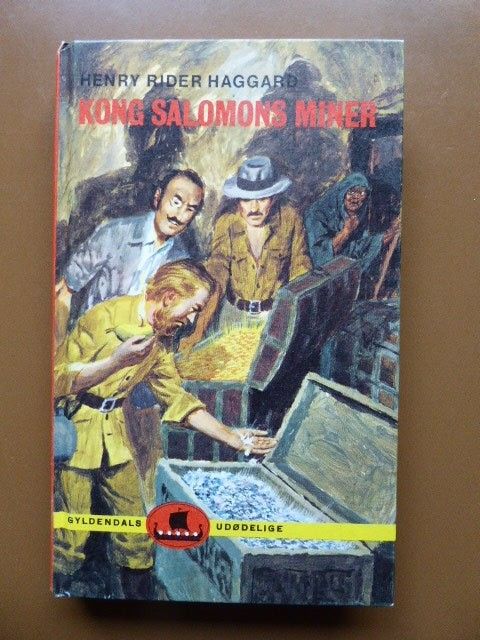 HENRY RIDER HAGGARD
KONG SALOMONS MINER
GYLDENDALS UDØDELIGE